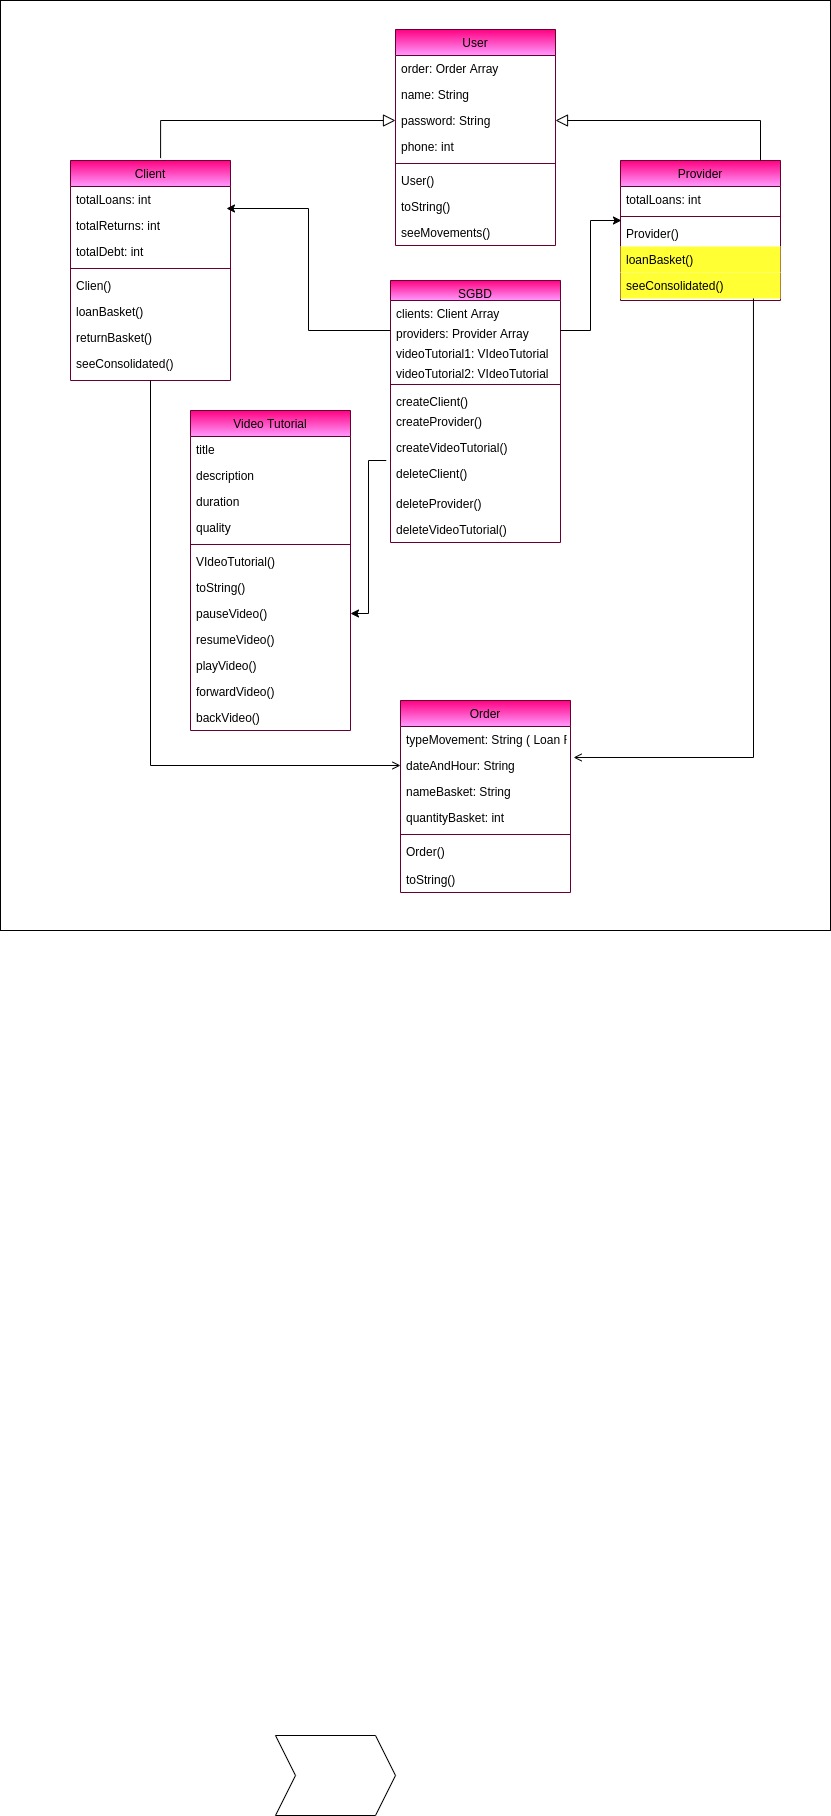 User
order: Order Array
name: String
password: String
phone: int
User()
toString()
seeMovements()
Client
totalLoans: int
totalReturns: int
totalDebt: int
Clien()
loanBasket()
returnBasket()
seeConsolidated()
Provider
totalLoans: int
Provider()
loanBasket()
seeConsolidated()
SGBD
clients: Client Array
providers: Provider Array
videoTutorial1: VIdeoTutorial
videoTutorial2: VIdeoTutorial
createClient()
createProvider()
createVideoTutorial()
deleteClient()
deleteProvider()
deleteVideoTutorial()
Video Tutorial
title
description
duration
quality
VIdeoTutorial()
toString()
pauseVideo()
resumeVideo()
playVideo()
forwardVideo()
backVideo()
Order
typeMovement: String ( Loan
dateAndHour: String
nameBasket: String
quantityBasket: int
Order()
toString()